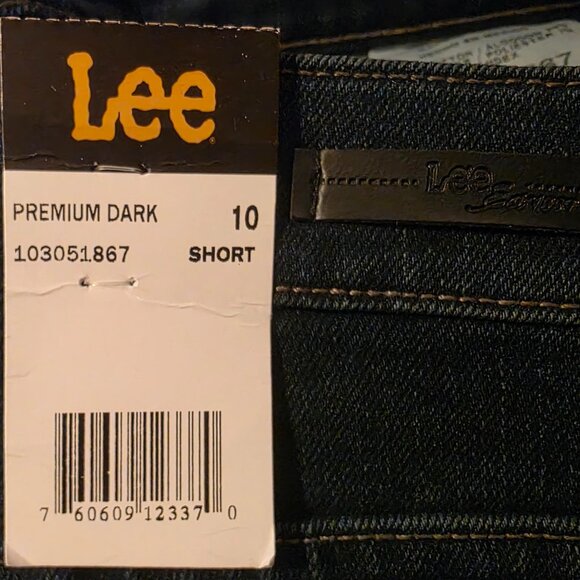 Lee
PREMIUM DARK 10
103051867 SHORT
7 60609 12337 0
Lee